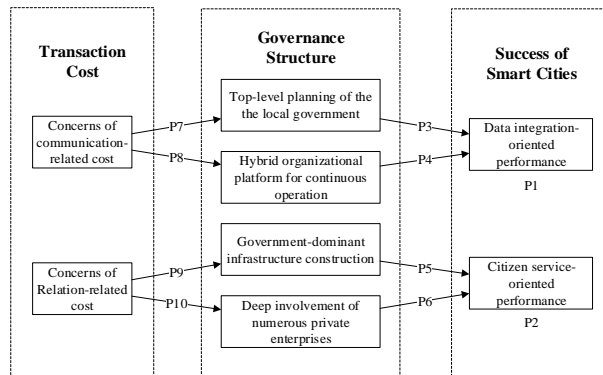 Transaction
Cost
Governance
Structure
Success of
Smart Cities
Concerns of
communication-
related cost
P7
P8
Top-level planning of the
the local government
Hybrid organizational
platform for continuous
operation
P3
P4
Data integration-
oriented
performance
P1
Concerns of
Relation-related
cost
P9
P10
Government-dominant
infrastructure construction
Deep involvement of
numerous private
enterprises
P5
P6
Citizen service-
oriented
performance
P2